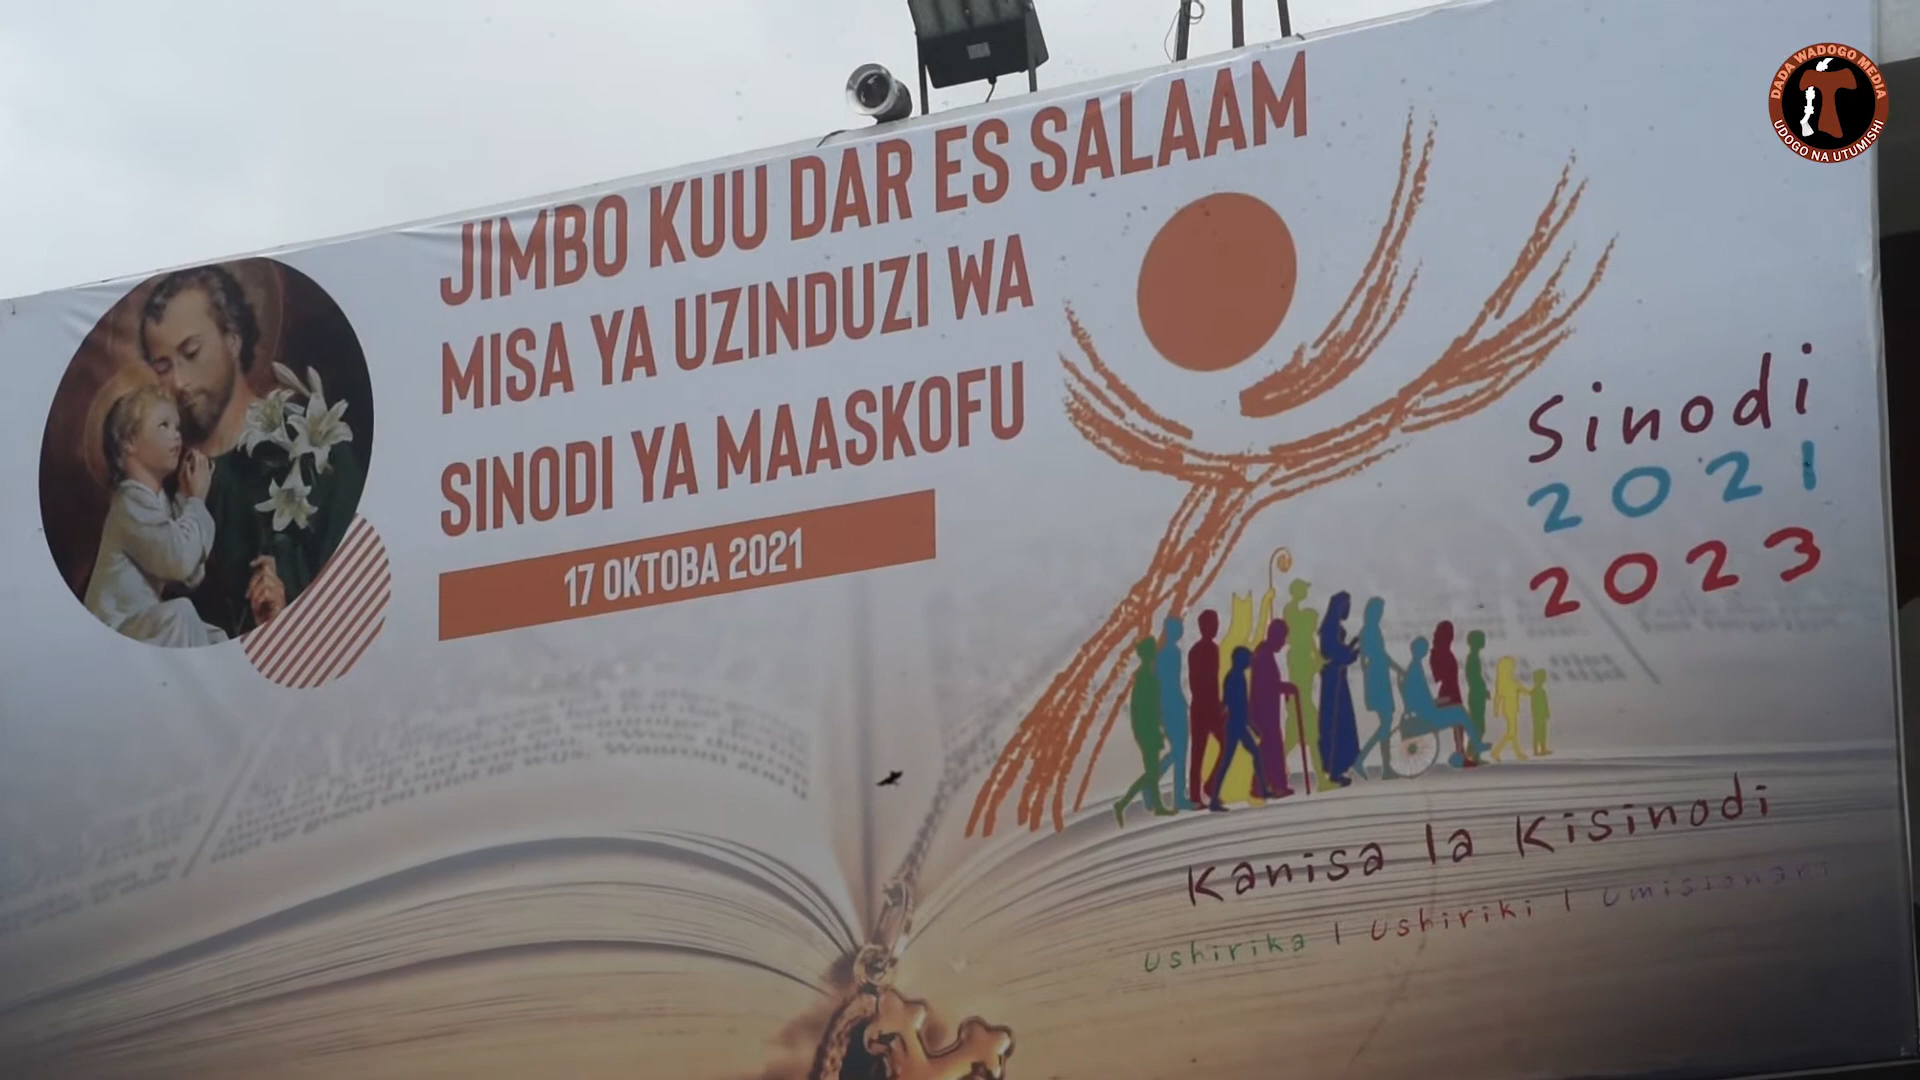 DADA WADOGO MEDIA
UDOGO NA UTUMISHI
JIMBO KUU DAR ES SALAAM
MISA YA UZINDUZI WA
SINODI YA MAASKOFU
17 OKTOBA 2021
Sinodi
2021
2023
Kanisa la Kisinodi
Ushirika | Ushiriki | Umisionari